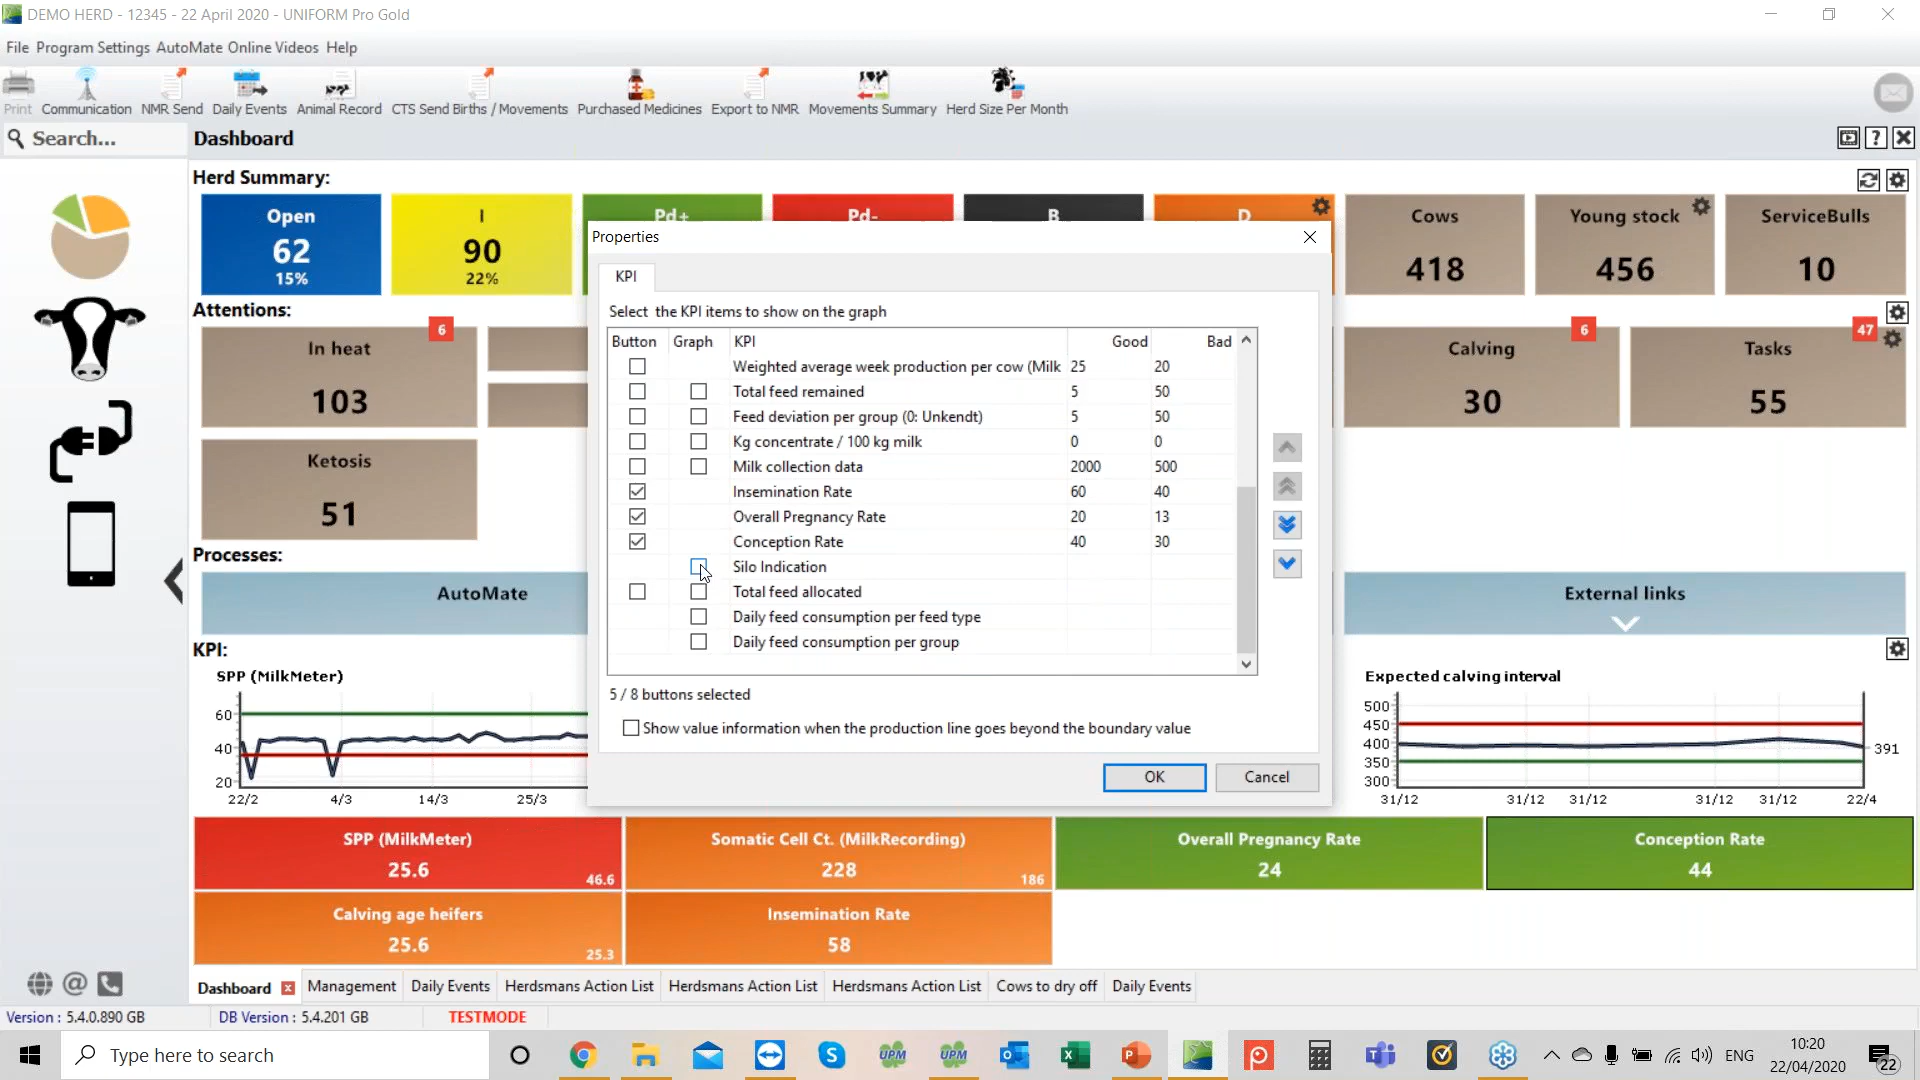 DEMO HERD - 12345 - 22 April 2020 - UNIFORM Pro Gold
File Program Settings AutoMate Online Videos Help
Print Communication NMR Send Daily Events Animal Record CTS Send Births / Movements Purchased Medicines Export to NMR Movements Summary Herd Size Per Month
Search...
Dashboard
Herd Summary:
Open
62
15%
I
90
22%
Pd+
Pd-
B
D
Cows
418
Young stock
456
ServiceBulls
10
Attentions:
In heat
103
6
Calving
30
6
Tasks
55
47
Ketosis
51
Processes:
AutoMate
External links
KPI:
SPP (MilkMeter)
60
40
20
22/2 4/3 14/3 25/3
Expected calving interval
500
450
400
350
300
391
31/12 31/12 31/12 31/12 31/12 22/4
Properties
KPI
Select the KPI items to show on the graph
Button Graph KPI Good Bad
Weighted average week production per cow (Milk 25 20
Total feed remained 5 50
Feed deviation per group (0: Unkendt) 5 50
Kg concentrate / 100 kg milk 0 0
Milk collection data 2000 500
Insemination Rate 60 40
Overall Pregnancy Rate 20 13
Conception Rate 40 30
Silo Indication
Total feed allocated
Daily feed consumption per feed type
Daily feed consumption per group
5 / 8 buttons selected
Show value information when the production line goes beyond the boundary value
OK Cancel
SPP (MilkMeter)
25.6
46.6
Somatic Cell Ct. (MilkRecording)
228
186
Overall Pregnancy Rate
24
Conception Rate
44
Calving age heifers
25.6
25.3
Insemination Rate
58
Dashboard Management Daily Events Herdsmans Action List Herdsmans Action List Herdsmans Action List Cows to dry off Daily Events
Version : 5.4.0.890 GB DB Version : 5.4.201 GB TESTMODE
Type here to search
UPM
UPM
ENG
10:20
22/04/2020
22